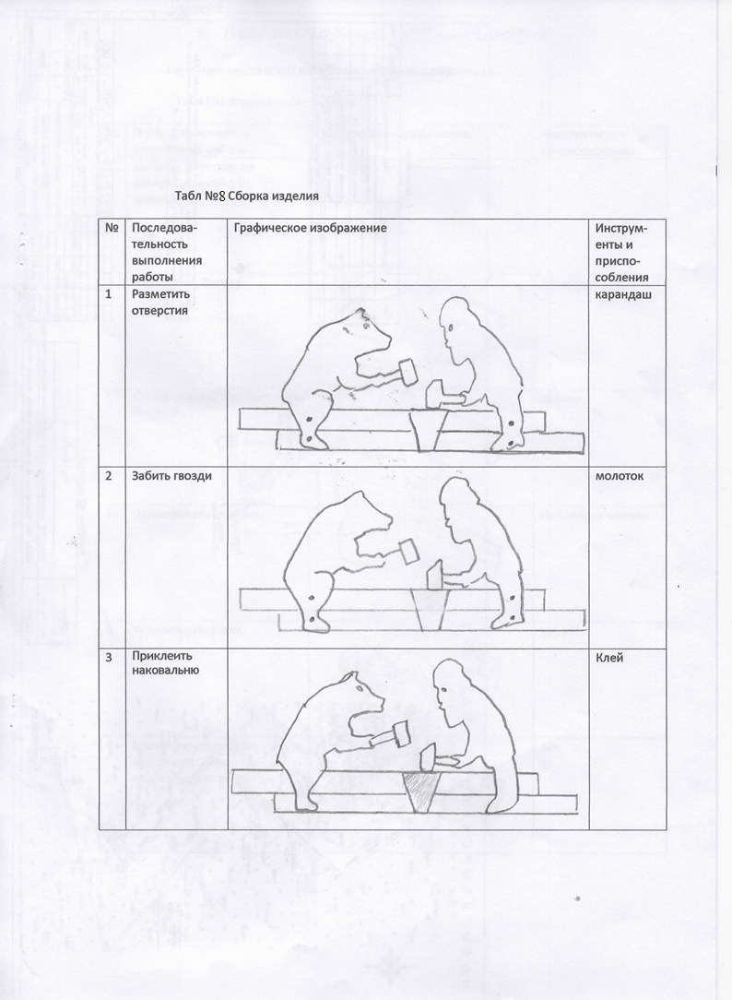 Табл №8 Сборка изделия
№
Последова-
тельность
выполнения
работы
Графическое изображение
Инструм-
енты и
приспо-
собления
1
Разметить
отверстия
карандаш
2
Забить гвозди
молоток
3
Приклеить
наковальню
Клей